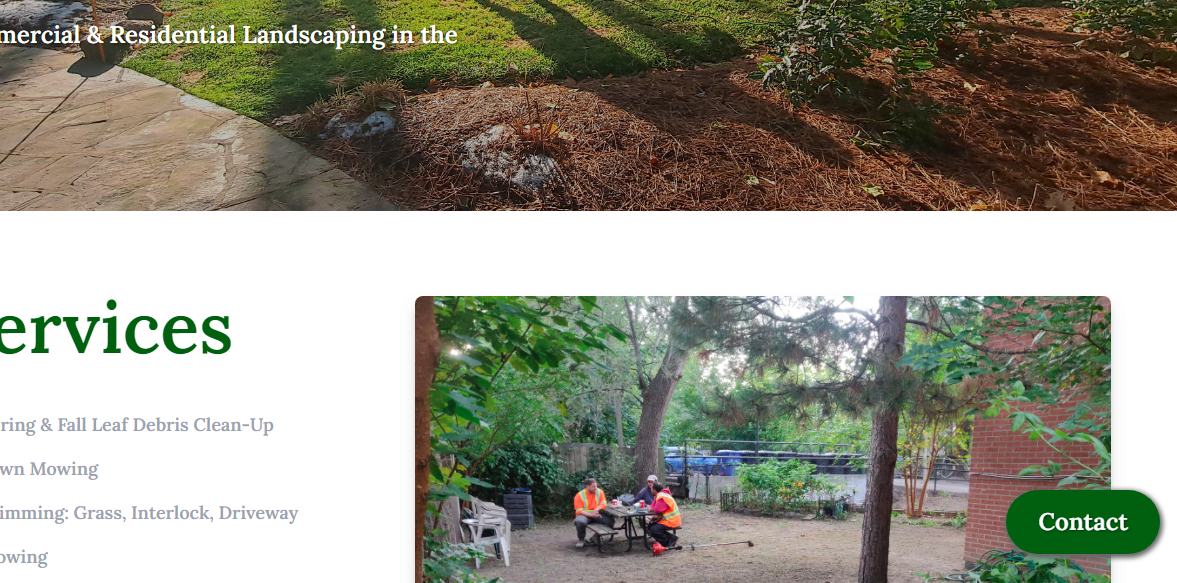 mercial & Residential Landscaping in the
ervices
ring & Fall Leaf Debris Clean-Up
wn Mowing
imming: Grass, Interlock, Driveway
owing
Contact